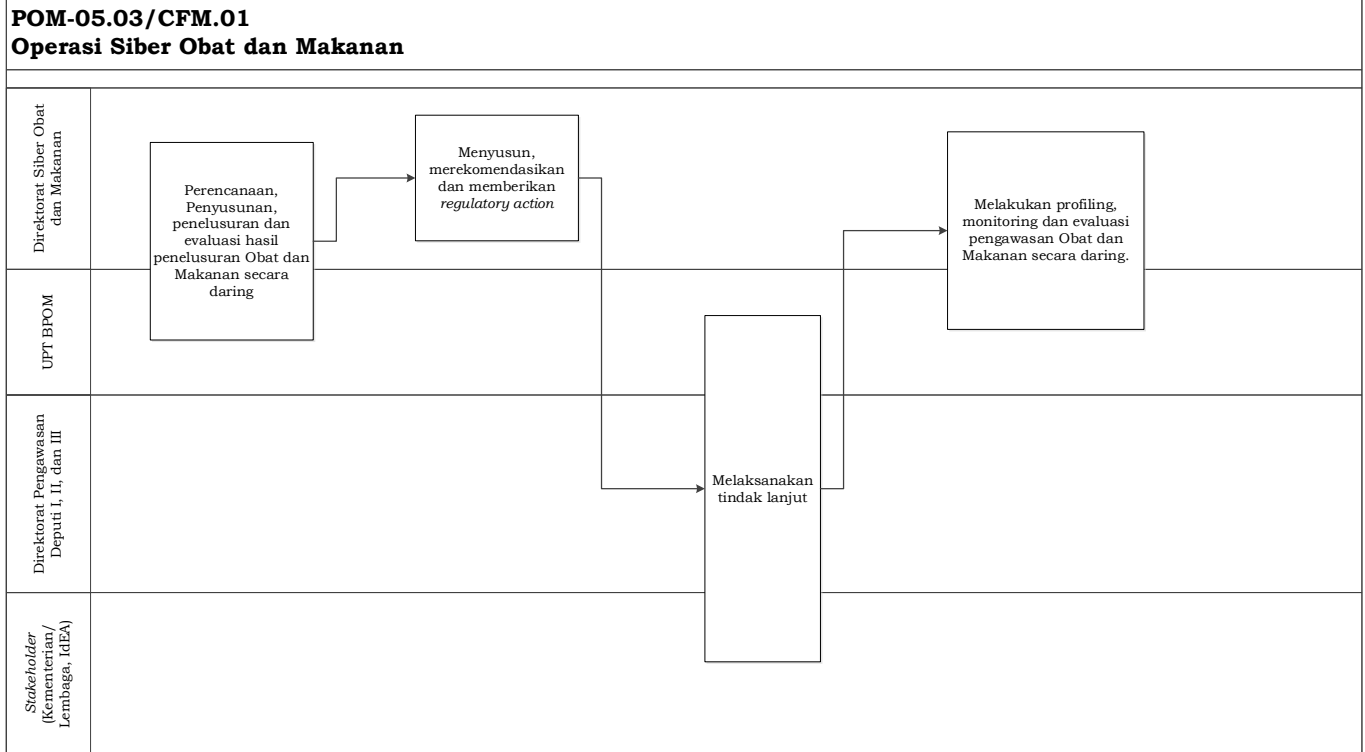 POM-05.03/CFM.01
Operasi Siber Obat dan Makanan
Direktorat Siber Obat
dan Makanan
Perencanaan,
Penyusunan,
penelusuran dan
evaluasi hasil
penelusuran Obat dan
Makanan secara
daring
Menyusun,
merekomendasikan
dan memberikan
regulatory action
Melakukan profiling,
monitoring dan evaluasi
pengawasan Obat dan
Makanan secara daring.
UPT BPOM
Direktorat Pengawasan
Deputi I, II, dan III
Melaksanakan
tindak lanjut
Stakeholder
(Kementerian/
Lembaga, IdEA)